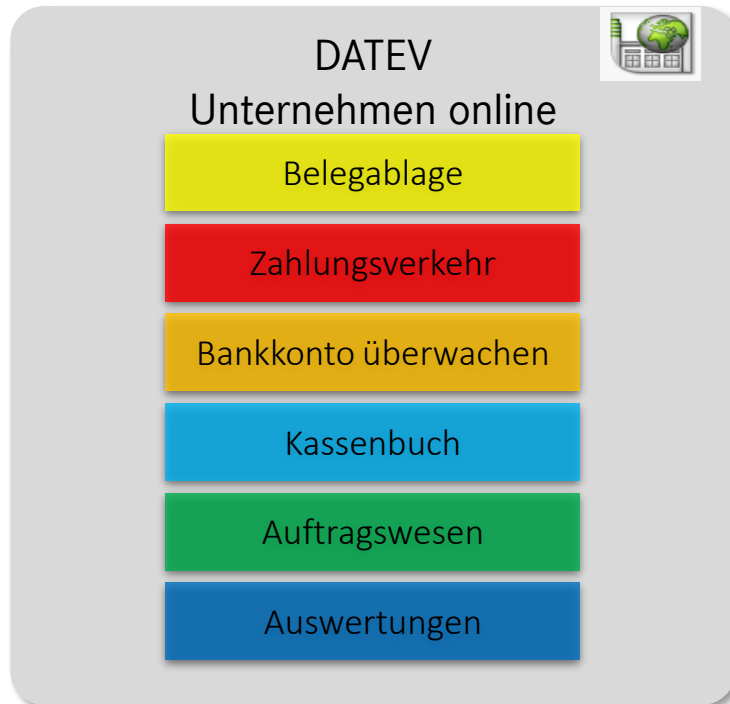 DATEV
Unternehmen online
Belegablage
Zahlungsverkehr
Bankkonto überwachen
Kassenbuch
Auftragswesen
Auswertungen